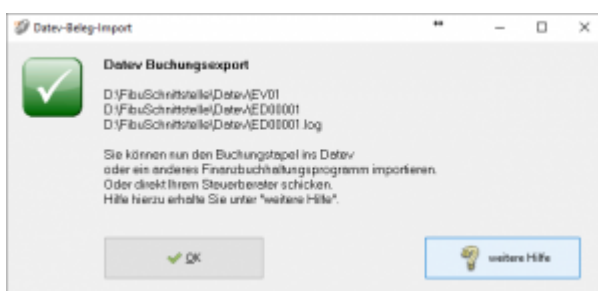 Datev-Beleg-Import
Datev Buchungsexport
D:\FibuSchnittstelle\Datev\EV01
D:\FibuSchnittstelle\Datev\ED00001
D:\FibuSchnittstelle\Datev\ED00001.log
Sie können nun den Buchungstapel ins Datev
oder ein anderes Finanzbuchhaltungsprogramm importieren.
Oder direkt Ihrem Steuerberater schicken.
Hilfe hierzu erhalte Sie unter "weitere Hilfe".
OK
weitere Hilfe